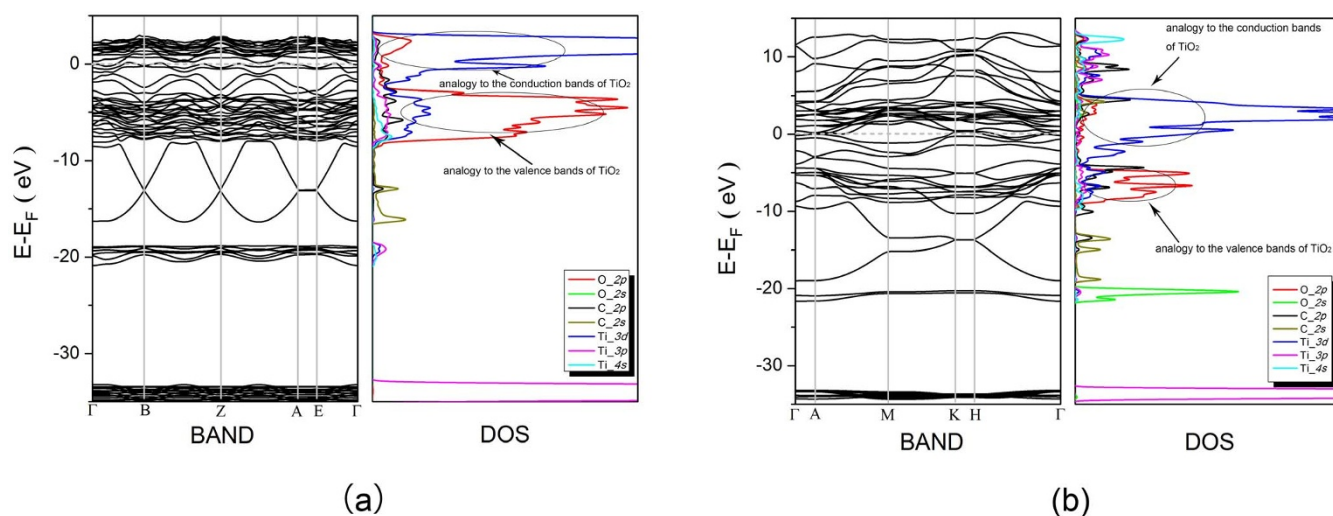 0
-10
-20
-30
E-E_F ( eV)
Γ B Z A E Γ
BAND
analogy to the conduction bands of TiO₂
analogy to the valence bands of TiO₂
O_2p
O_2s
C_2p
C_2s
Ti_3d
Ti_3p
Ti_4s
DOS
(a)
10
0
-10
-20
-30
E-E_F ( eV)
Γ A M K H Γ
BAND
analogy to the conduction bands
of TiO₂
analogy to the valence bands of TiO₂
O_2p
O_2s
C_2p
C_2s
Ti_3d
Ti_3p
Ti_4s
DOS
(b)